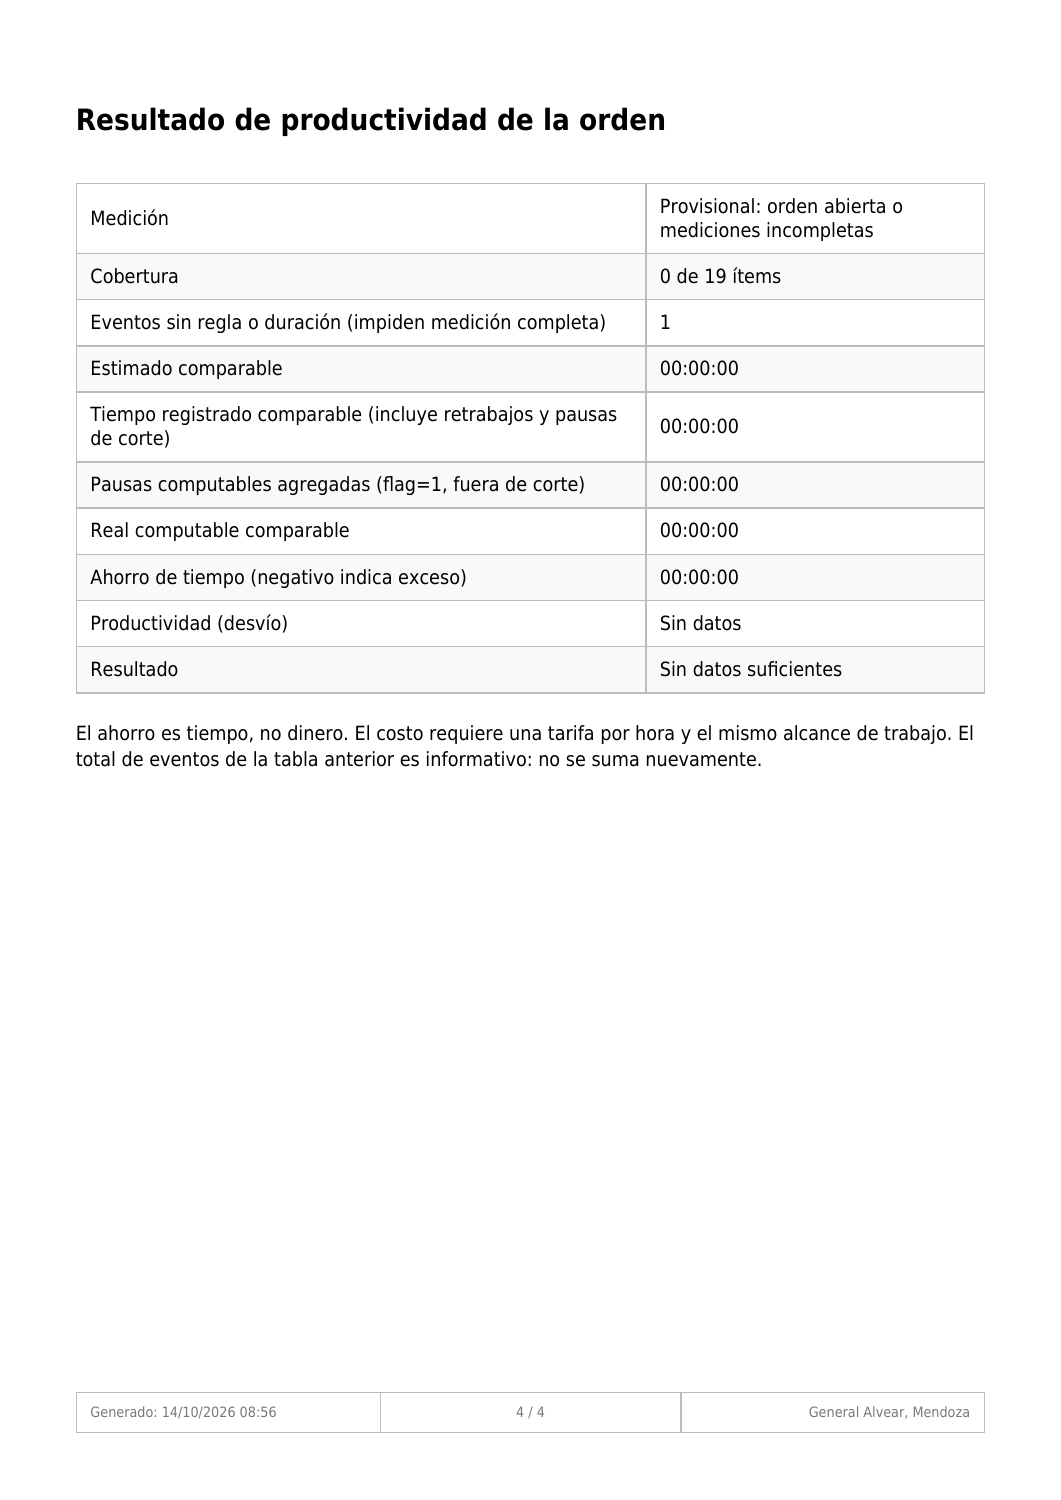 Resultado de productividad de la orden
Medición
Provisional: orden abierta o
mediciones incompletas
Cobertura
0 de 19 ítems
Eventos sin regla o duración (impiden medición completa)
1
Estimado comparable
00:00:00
Tiempo registrado comparable (incluye retrabajos y pausas
de corte)
00:00:00
Pausas computables agregadas (flag=1, fuera de corte)
00:00:00
Real computable comparable
00:00:00
Ahorro de tiempo (negativo indica exceso)
00:00:00
Productividad (desvío)
Sin datos
Resultado
Sin datos suficientes
El ahorro es tiempo, no dinero. El costo requiere una tarifa por hora y el mismo alcance de trabajo. El
total de eventos de la tabla anterior es informativo: no se suma nuevamente.
Generado: 14/10/2026 08:56
4 / 4
General Alvear, Mendoza